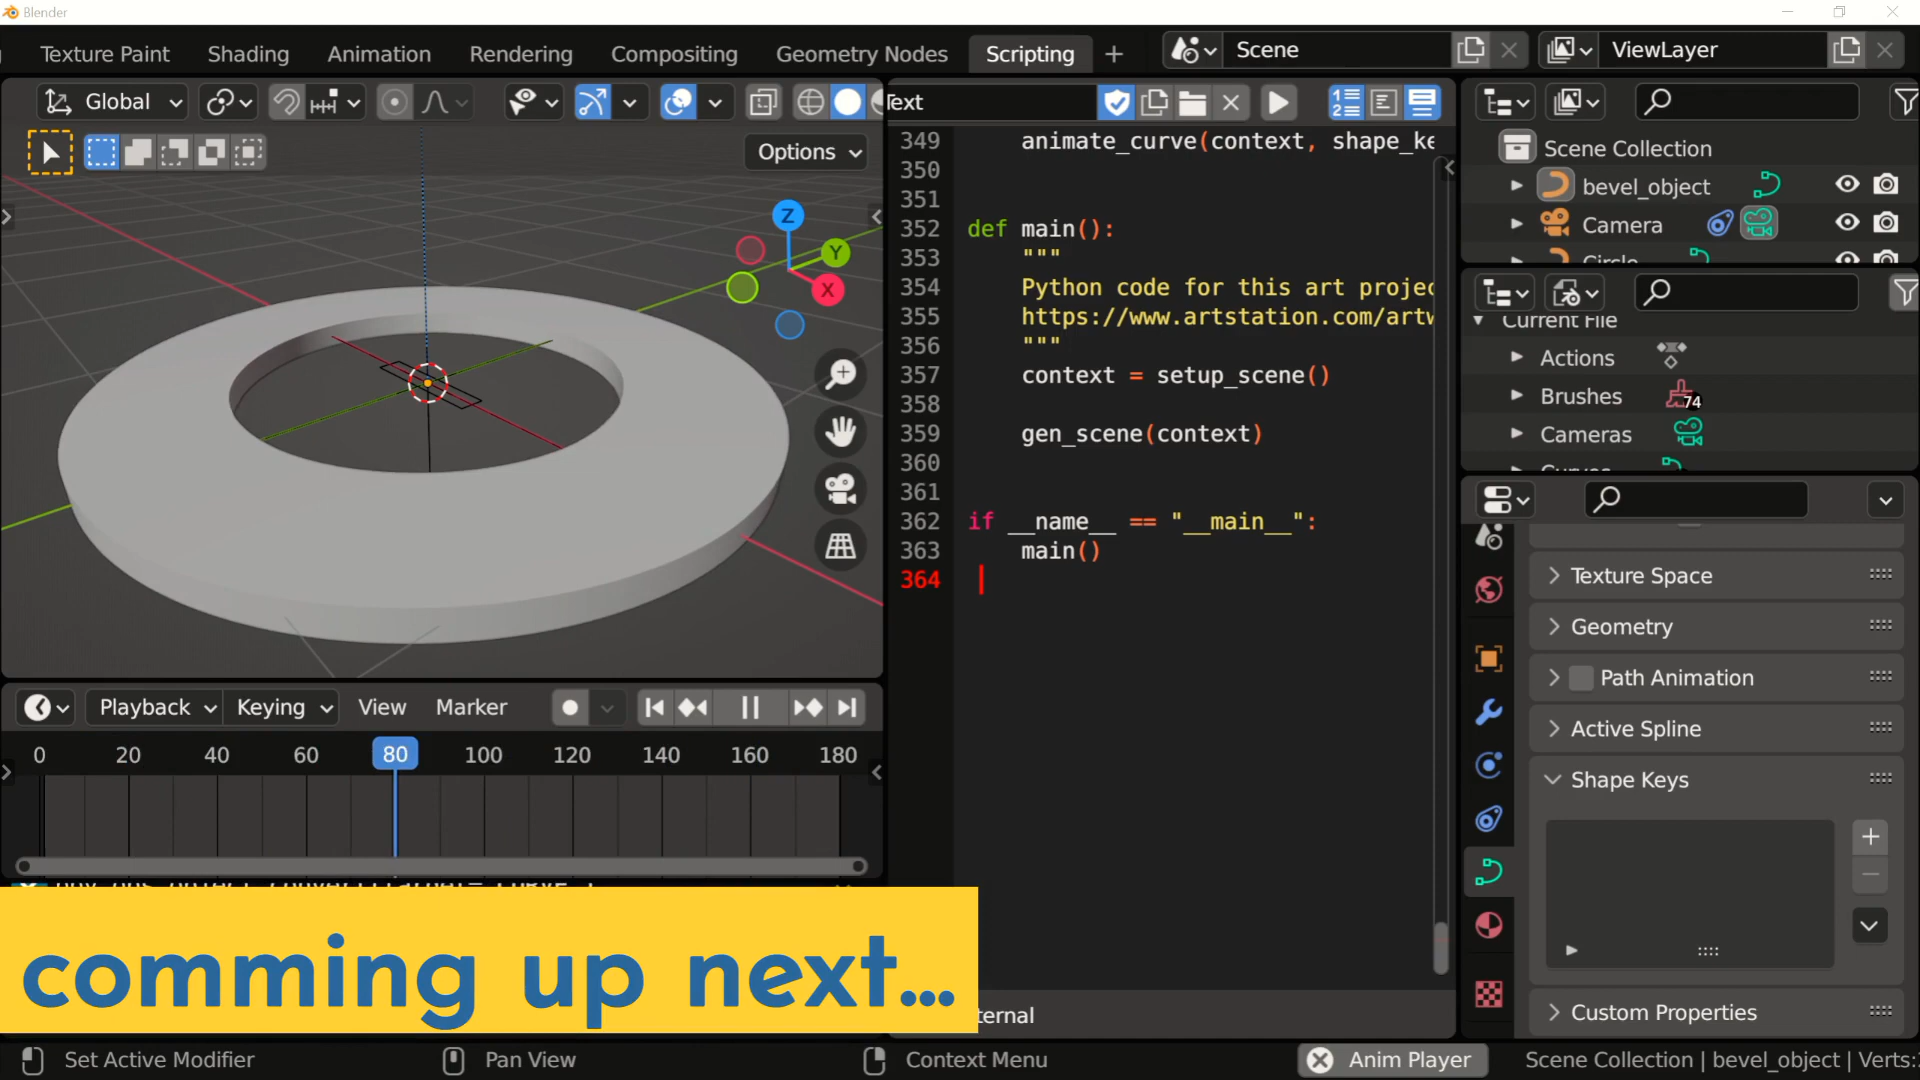 Blender
Texture Paint Shading Animation Rendering Compositing Geometry Nodes Scripting + Scene ViewLayer
Global
Options
Z
Y
X
349 animate_curve(context, shape_ke
350
351
352 def main():
353 """
354 Python code for this art projec
355 https://www.artstation.com/artw
356 """
357 context = setup_scene()
358
359 gen_scene(context)
360
361
362 if __name__ == "__main__":
363 main()
364
Scene Collection
bevel_object
Camera
Circle
Current File
Actions
Brushes 74
Cameras
Curves
Texture Space
Geometry
Path Animation
Active Spline
Shape Keys
Custom Properties
Playback Keying View Marker
0 20 40 60 80 100 120 140 160 180
comming up next...
ternal
Set Active Modifier Pan View Context Menu Anim Player Scene Collection | bevel_object | Verts: